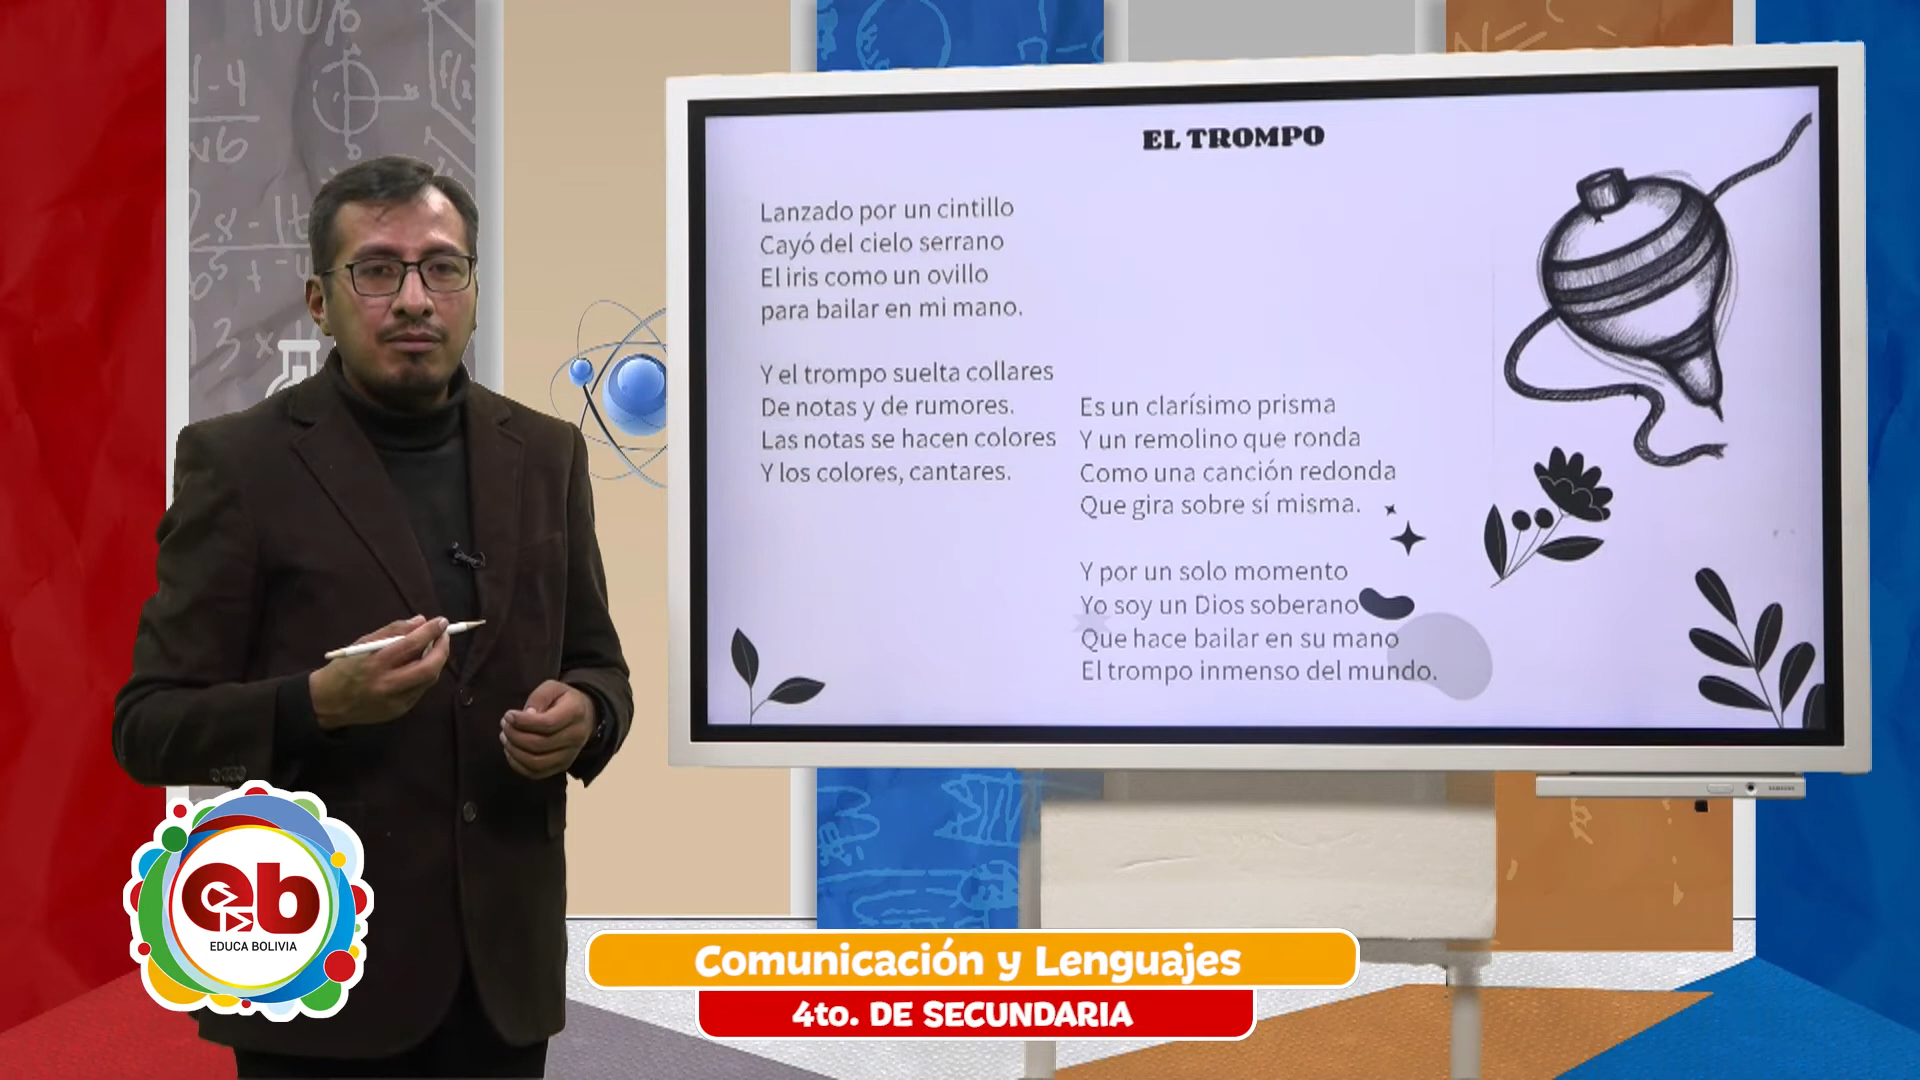 EL TROMPO
Lanzado por un cintillo
Cayó del cielo serrano
El iris como un ovillo
para bailar en mi mano.
Y el trompo suelta collares
De notas y de rumores.
Las notas se hacen colores
Y los colores, cantares.
Es un clarísimo prisma
Y un remolino que ronda
Como una canción redonda
Que gira sobre sí misma.
Y por un solo momento
Yo soy un Dios soberano
Que hace bailar en su mano
El trompo inmenso del mundo.
SAMSUNG
eb
EDUCA BOLIVIA
Comunicación y Lenguajes
4to. DE SECUNDARIA